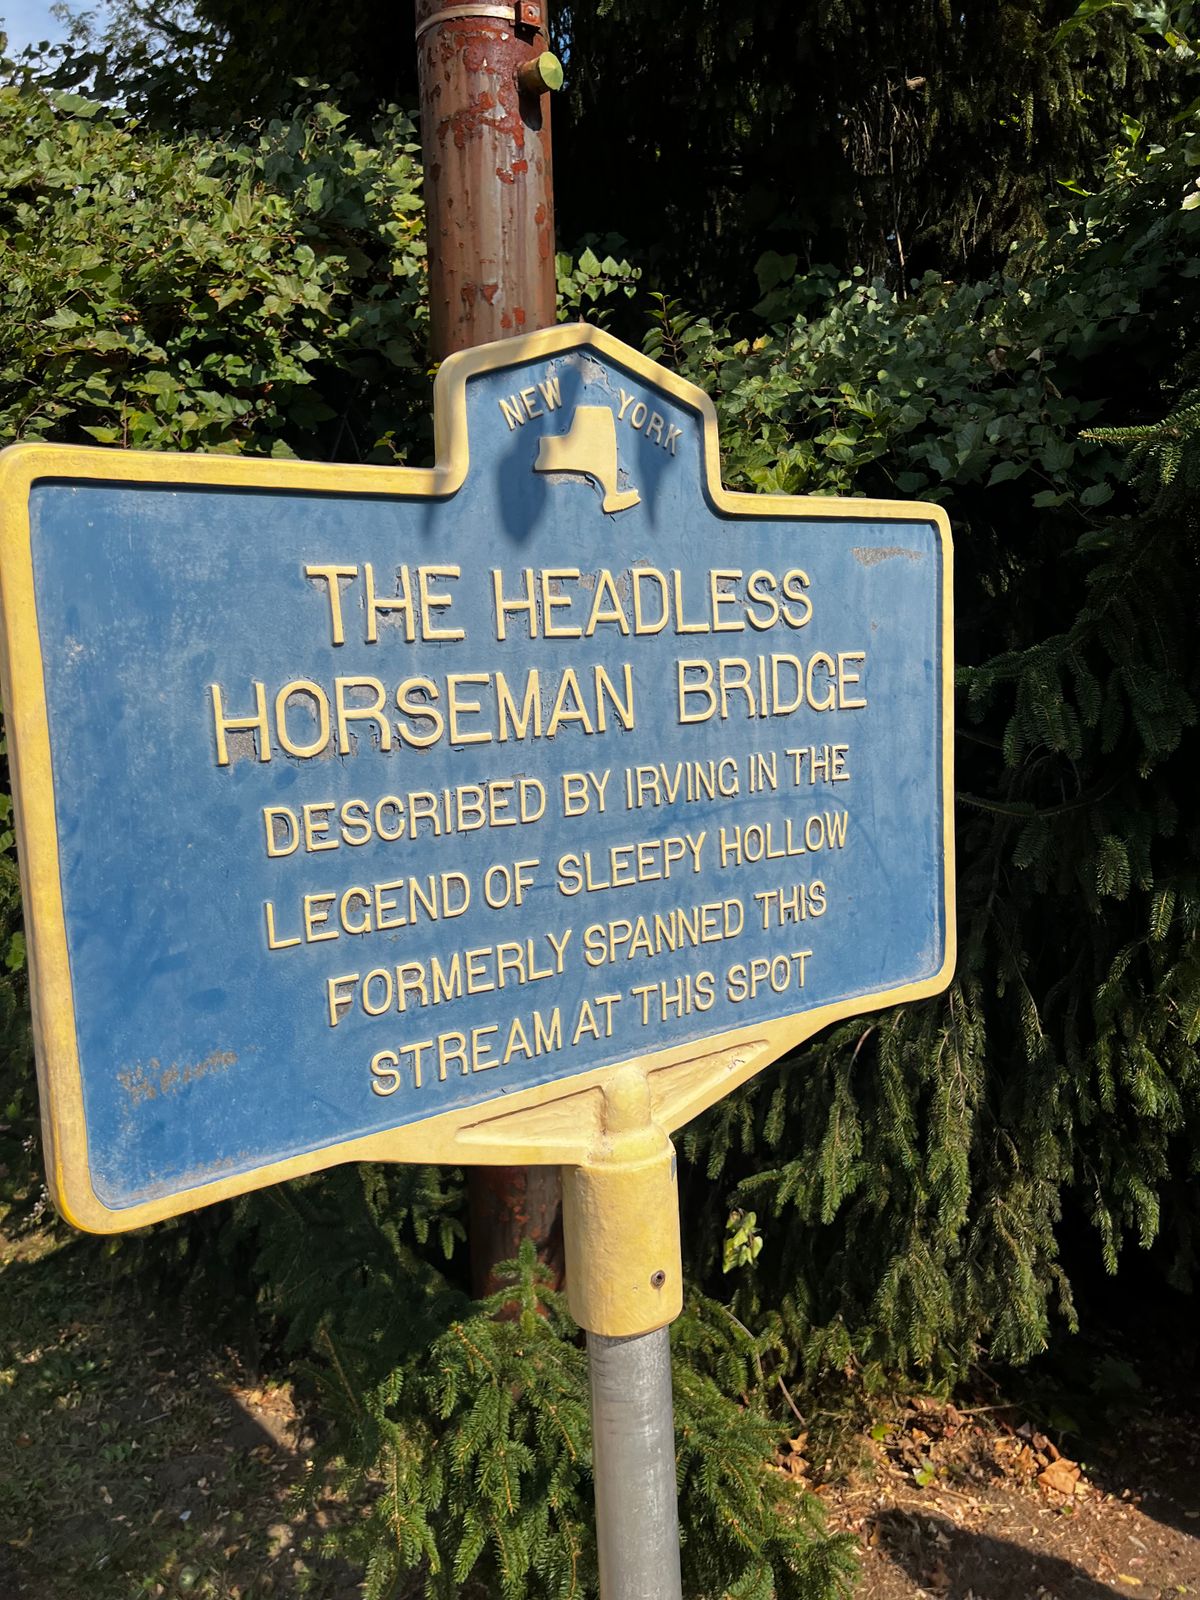 NEW YORK
THE HEADLESS
HORSEMAN BRIDGE
DESCRIBED BY IRVING IN THE
LEGEND OF SLEEPY HOLLOW
FORMERLY SPANNED THIS
STREAM AT THIS SPOT